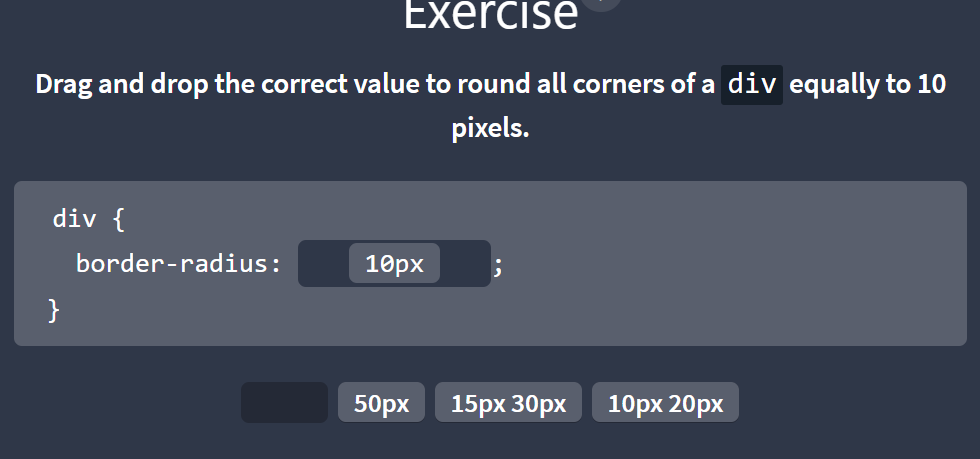 Exercise
Drag and drop the correct value to round all corners of a div equally to 10
pixels.
div {
border-radius: 10px ;
}
50px 15px 30px 10px 20px